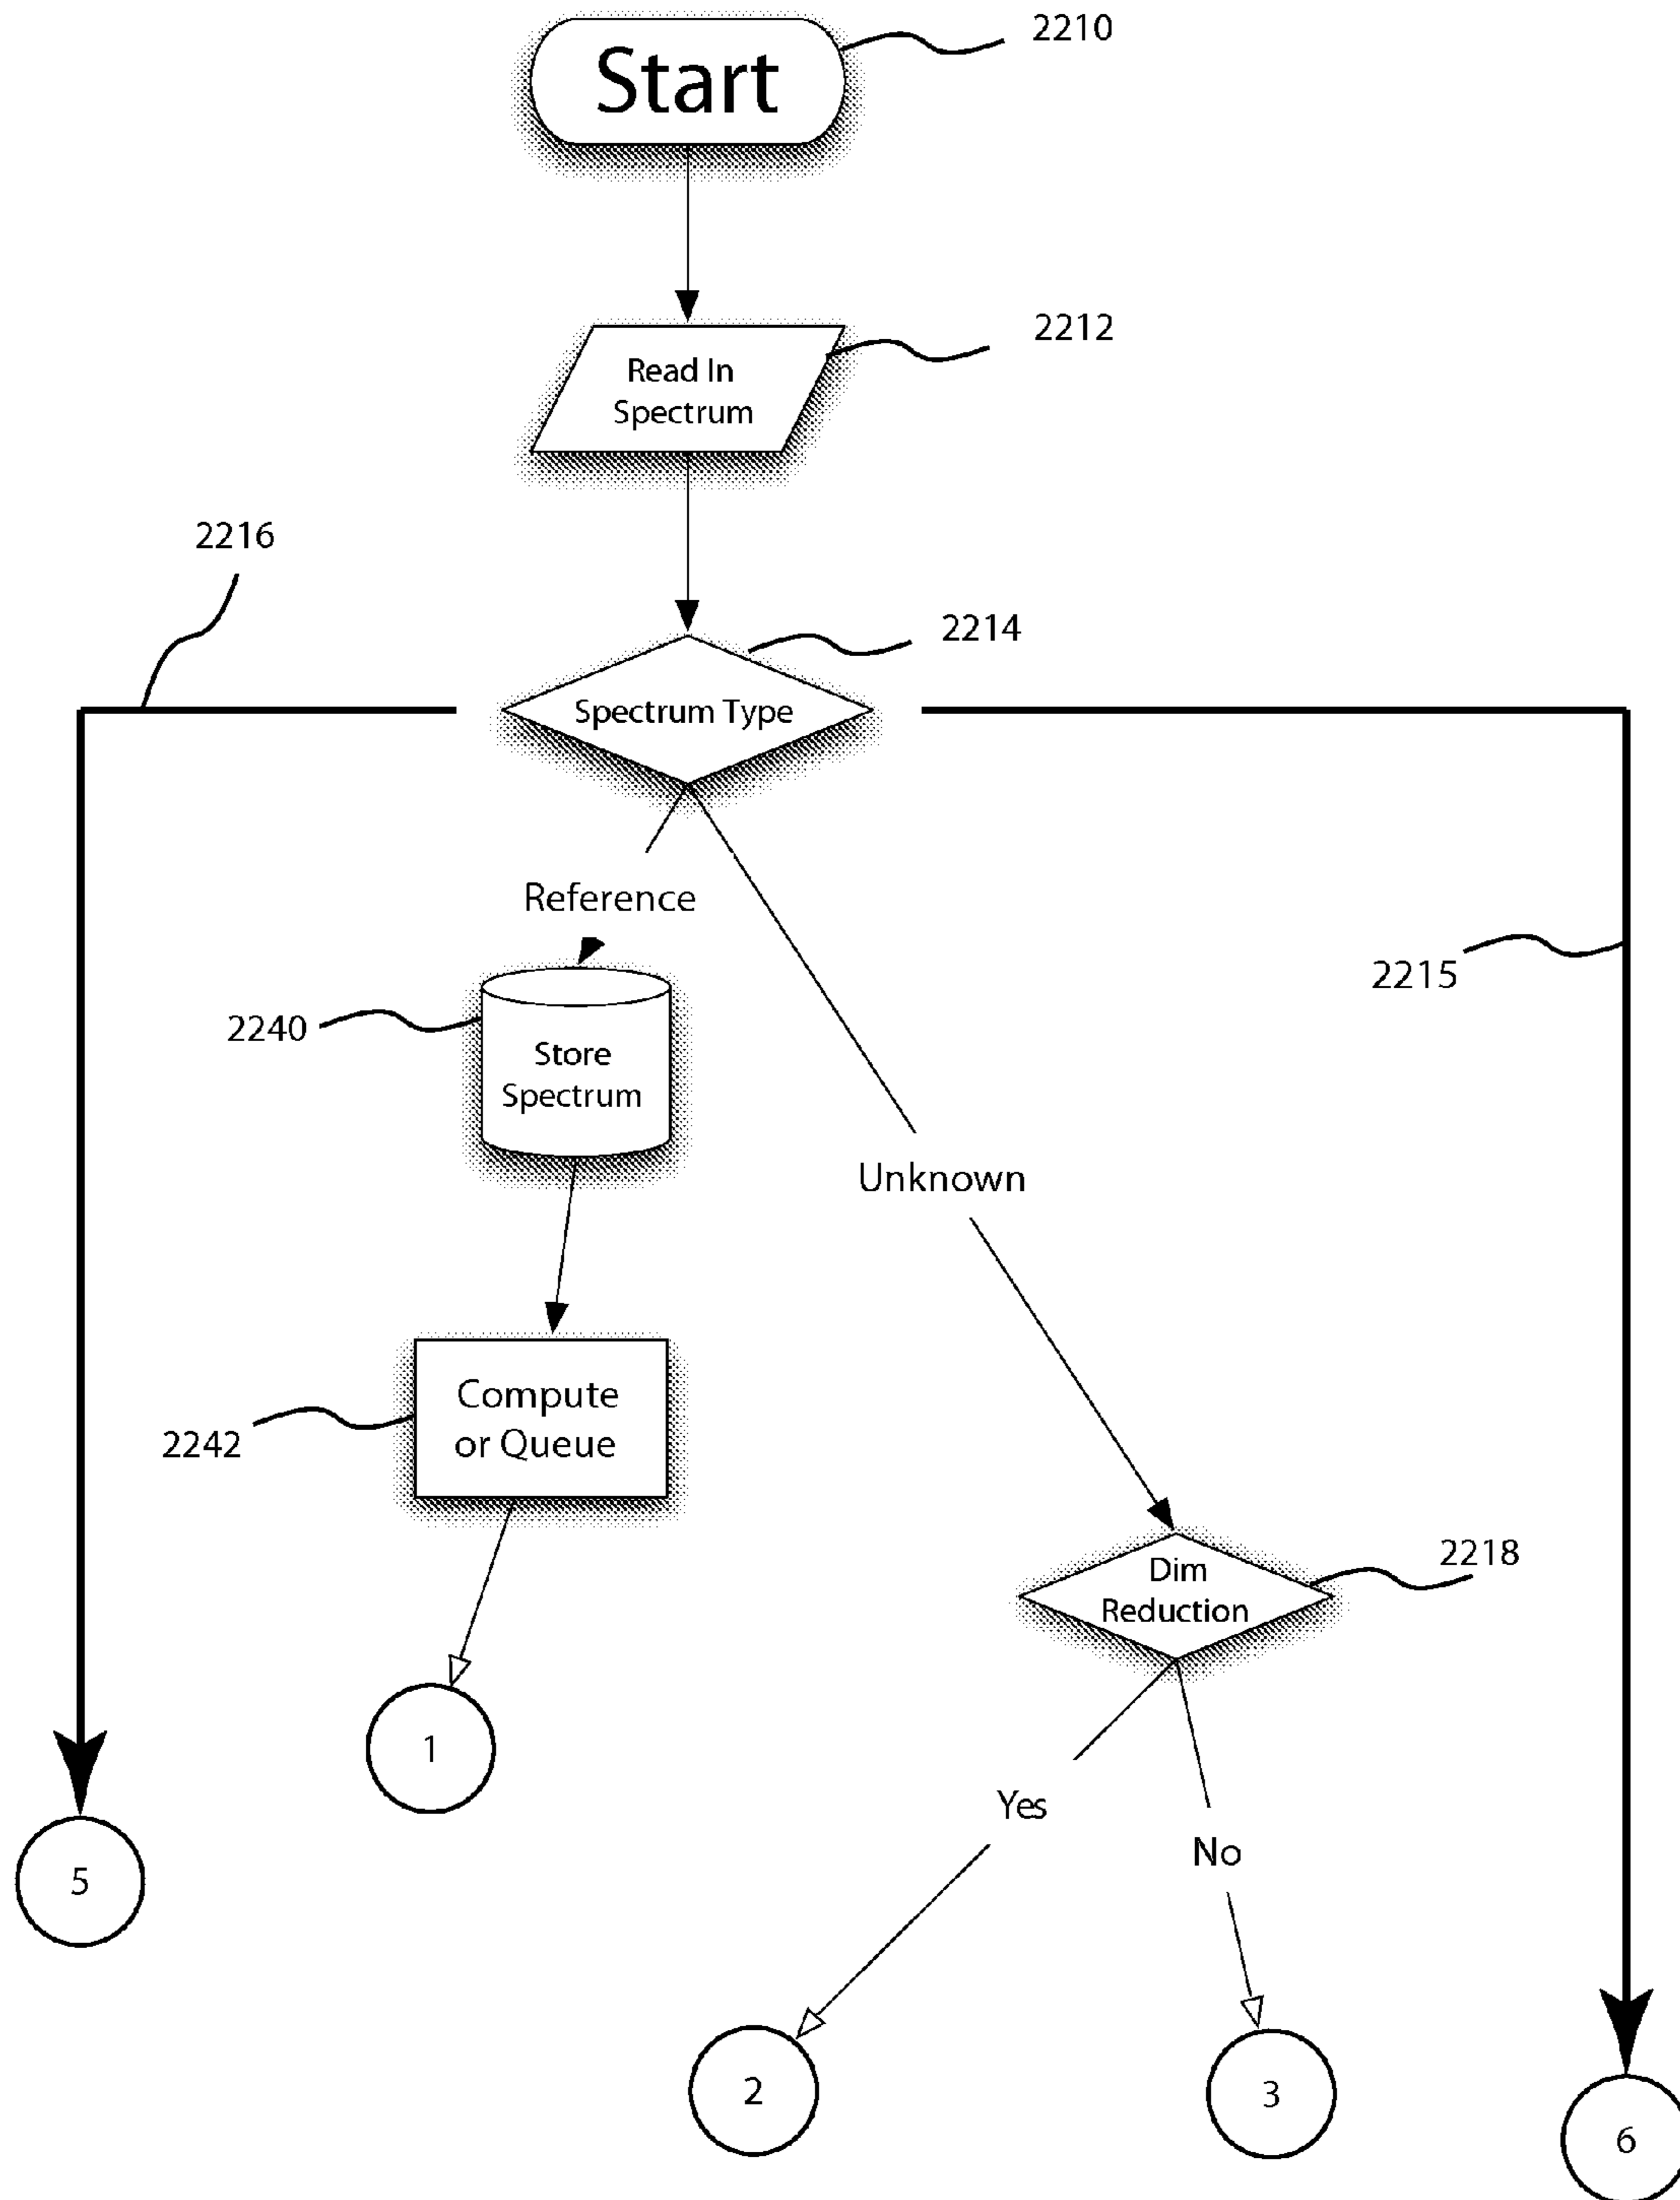 Start
2210
Read In
Spectrum
2212
2216
2214
Spectrum Type
Reference
2215
2240
Store
Spectrum
Unknown
Compute
or Queue
2242
Dim
Reduction
2218
1
Yes
No
5
2
3
6